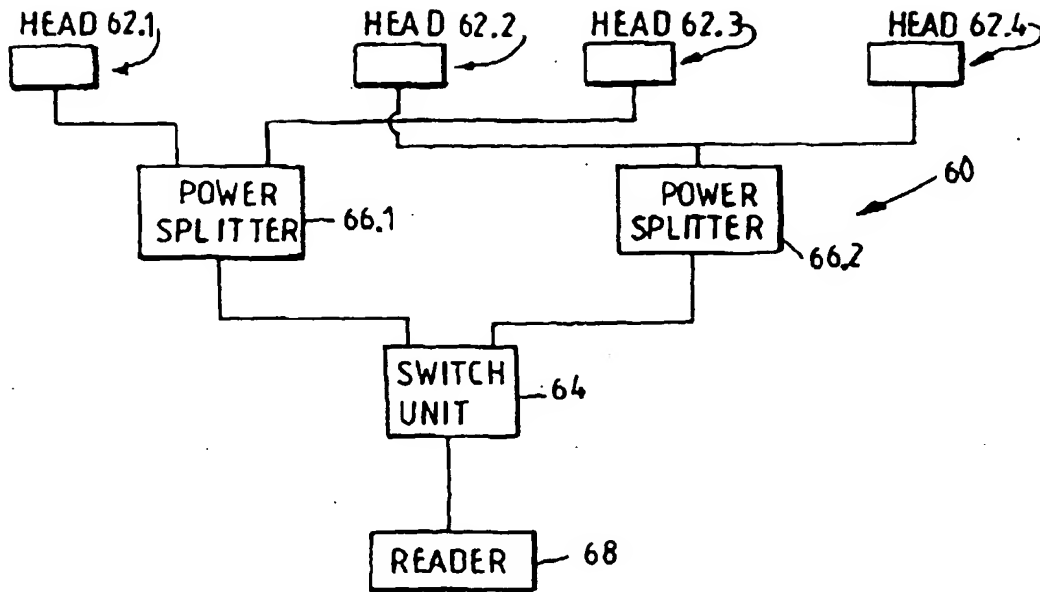 HEAD 62.1
HEAD 62.2
HEAD 62.3
HEAD 62.4
POWER
SPLITTER
66.1
POWER
SPLITTER
66.2
60
SWITCH
UNIT
64
READER
68